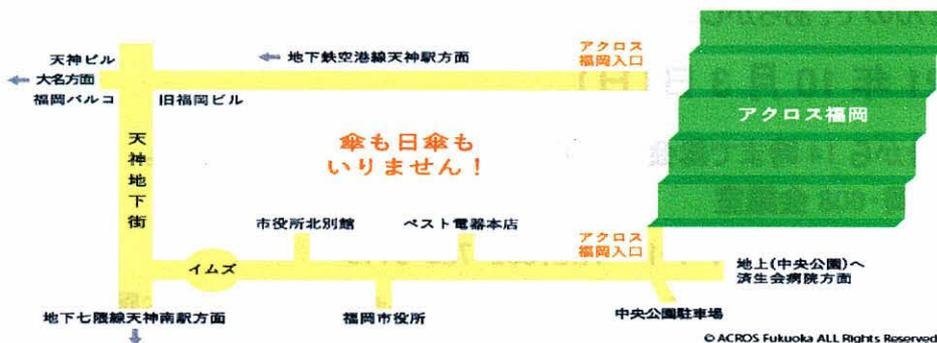 天神ビル
大名方面
福岡パルコ
旧福岡ビル
地下鉄空港線天神駅方面
アクロス
福岡入口
アクロス福岡
天神地下街
傘も日傘も
いりません!
市役所北別館
ベスト電器本店
アクロス
福岡入口
イムズ
地上(中央公園)へ
済生会病院方面
地下七隈線天神南駅方面
福岡市役所
中央公園駐車場
© ACROS Fukuoka ALL Rights Reserved